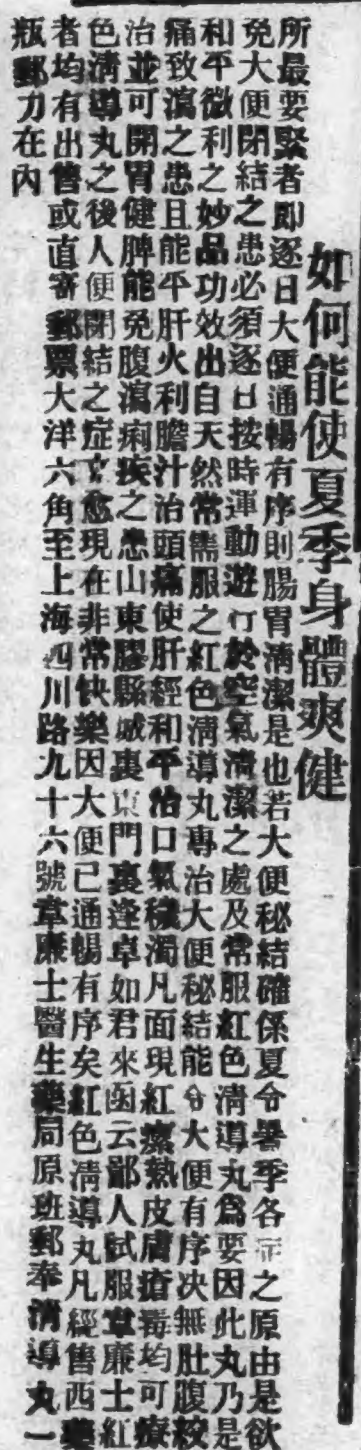 如何能使夏季身體爽健
所最要緊者即逐日大便通暢有序則腸胃淸潔是也若大便秘結確係夏令暑季各症之原由是欲
免大便閉結之患必須逐日按時運動遊行於空氣淸潔之處及常服紅色淸導丸爲要因此丸乃是
和平微利之妙品功效出自天然常服之紅色淸導丸專治大便秘結能令大便有序决無肚腹絞
痛致瀉之患且能平肝火利膽汁治頭痛使肝經和平治口氣穢濁凡面現紅瘰熱皮膚瘡毒均可療
治並可開胃健脾能免腹瀉痢疾之患山東膠縣城裏東門裏逄卓如君來函云鄙人試服韋廉士紅
色淸導丸之後人便閉結之症立愈現在非常快樂因大便已通暢有序矣紅色淸導丸凡經售西藥
者均有出售或直寄郵票大洋六角至上海四川路九十六號韋廉士醫生藥局原班郵奉淸導丸一
瓶郵力在內